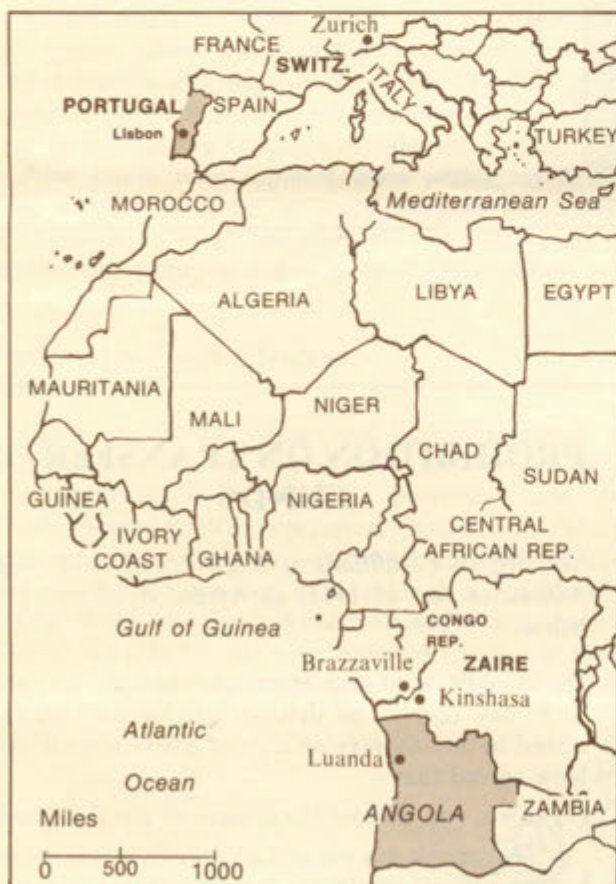 Zurich
FRANCE
SWITZ.
ITALY
PORTUGAL
SPAIN
Lisbon
TURKEY
MOROCCO
Mediterranean Sea
ALGERIA
LIBYA
EGYPT
MAURITANIA
MALI
NIGER
CHAD
SUDAN
GUINEA
NIGERIA
IVORY
COAST
GHANA
CENTRAL
AFRICAN REP.
Gulf of Guinea
CONGO
REP.
Brazzaville
ZAIRE
Kinshasa
Atlantic
Ocean
Luanda
ANGOLA
ZAMBIA
Miles
0 500 1000